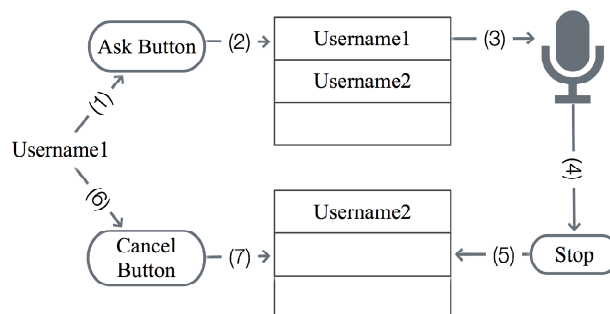 Ask Button
(2)
Username1
(3)
Username2
(1)
Username1
(4)
(6)
Username2
Cancel
Button
(7)
(5)
Stop